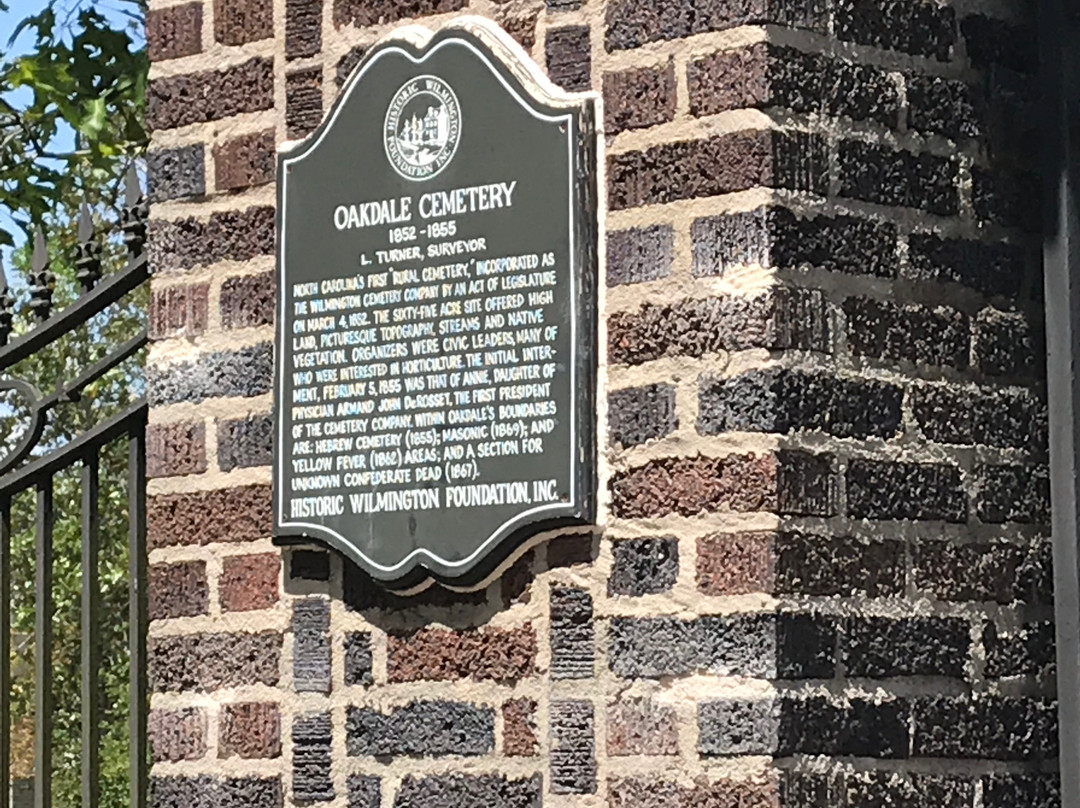 HISTORIC WILMINGTON
FOUNDATION INC.
OAKDALE CEMETERY
1852 - 1855
L. TURNER, SURVEYOR
NORTH CAROLINA'S FIRST "RURAL CEMETERY," INCORPORATED AS
THE WILMINGTON CEMETERY COMPANY BY AN ACT OF LEGISLATURE
ON MARCH 4, 1852. THE SIXTY-FIVE ACRE SITE OFFERED HIGH
LAND, PICTURESQUE TOPOGRAPHY, STREAMS AND NATIVE
VEGETATION. ORGANIZERS WERE CIVIC LEADERS, MANY OF
WHO WERE INTERESTED IN HORTICULTURE. THE INITIAL INTER-
MENT, FEBRUARY 5, 1855 WAS THAT OF ANNIE, DAUGHTER OF
PHYSICIAN ARMAND JOHN DeROSSET, THE FIRST PRESIDENT
OF THE CEMETERY COMPANY. WITHIN OAKDALE'S BOUNDARIES
ARE: HEBREW CEMETERY (1855); MASONIC (1869); AND
YELLOW FEVER (1862) AREAS; AND A SECTION FOR
UNKNOWN CONFEDERATE DEAD (1867).
HISTORIC WILMINGTON FOUNDATION, INC.